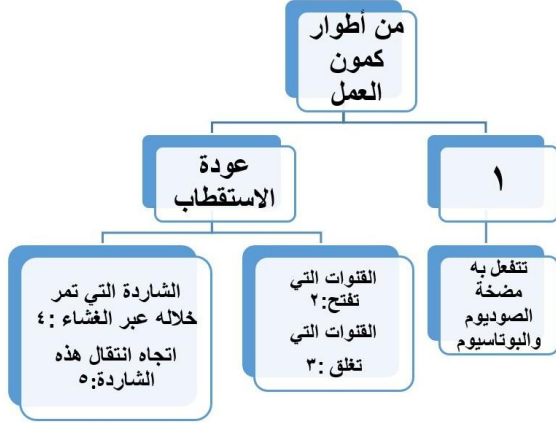 من أطوار
كمون
العمل
١
عودة
الاستقطاب
تتفعل به
مضخة
الصوديوم
والبوتاسيوم
القنوات التي
تفتح:٢
القنوات التي
تغلق :٣
الشاردة التي تمر
خلاله عبر الغشاء :٤
اتجاه انتقال هذه
الشاردة:٥